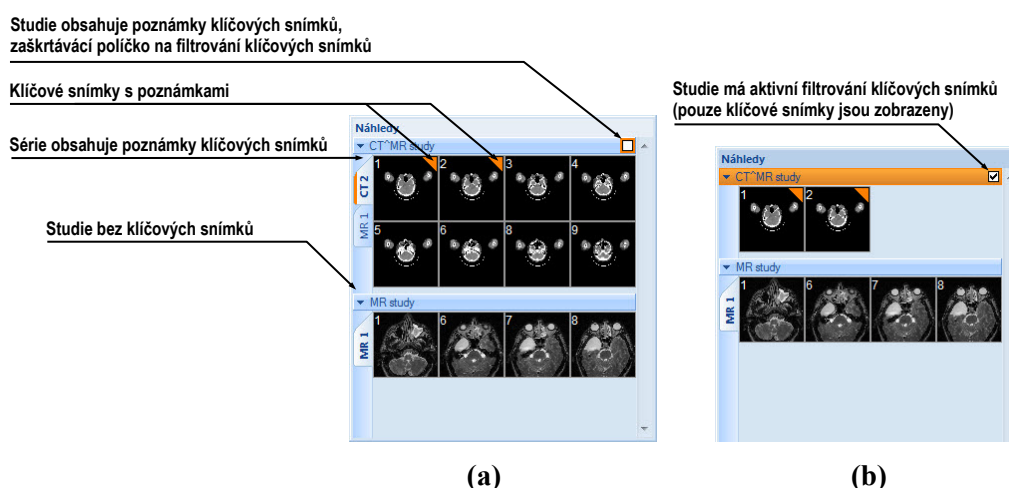 Studie obsahuje poznámky klíčových snímků,
zaškrtávácí políčko na filtrování klíčových snímků
Klíčové snímky s poznámkami
Série obsahuje poznámky klíčových snímků
Studie bez klíčových snímků
Náhledy
CT^MR study
CT 2
MR 1
1 2 3 4
5 6 8 9
MR study
MR 1
1 6 7 8
(a)
Studie má aktivní filtrování klíčových snímků
(pouze klíčové snímky jsou zobrazeny)
Náhledy
CT^MR study
1 2
MR study
MR 1
1 6 7 8
(b)